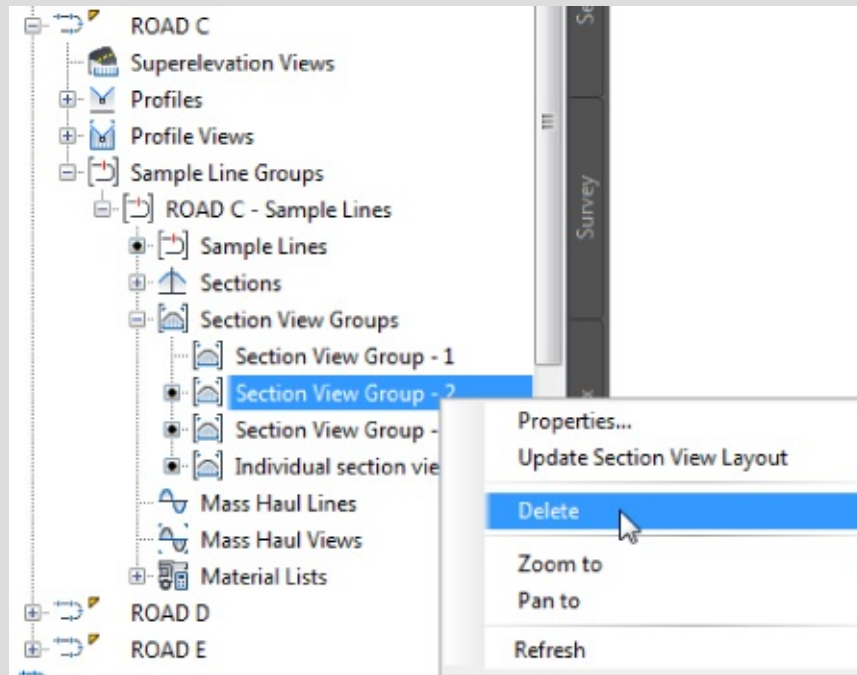 ROAD C
Superelevation Views
Profiles
Profile Views
Sample Line Groups
ROAD C - Sample Lines
Sample Lines
Sections
Section View Groups
Section View Group - 1
Section View Group - 2
Section View Group -
Individual section vie
Mass Haul Lines
Mass Haul Views
Material Lists
ROAD D
ROAD E
Survey
Properties...
Update Section View Layout
Delete
Zoom to
Pan to
Refresh